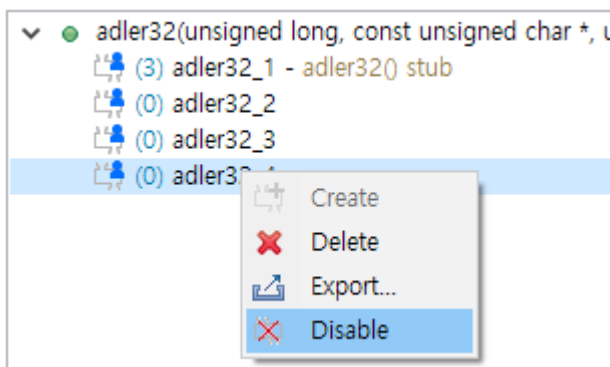 adler32(unsigned long, const unsigned char *, u
(3) adler32_1 - adler32() stub
(0) adler32_2
(0) adler32_3
(0) adler32_4
Create
Delete
Export...
Disable